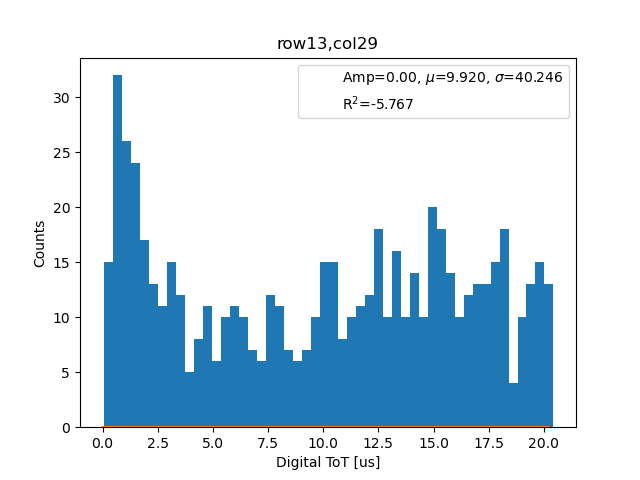 row13,col29
Amp=0.00, μ=9.920, σ=40.246
R²=-5.767
30
25
20
15
10
5
0
Counts
0.0 2.5 5.0 7.5 10.0 12.5 15.0 17.5 20.0
Digital ToT [us]